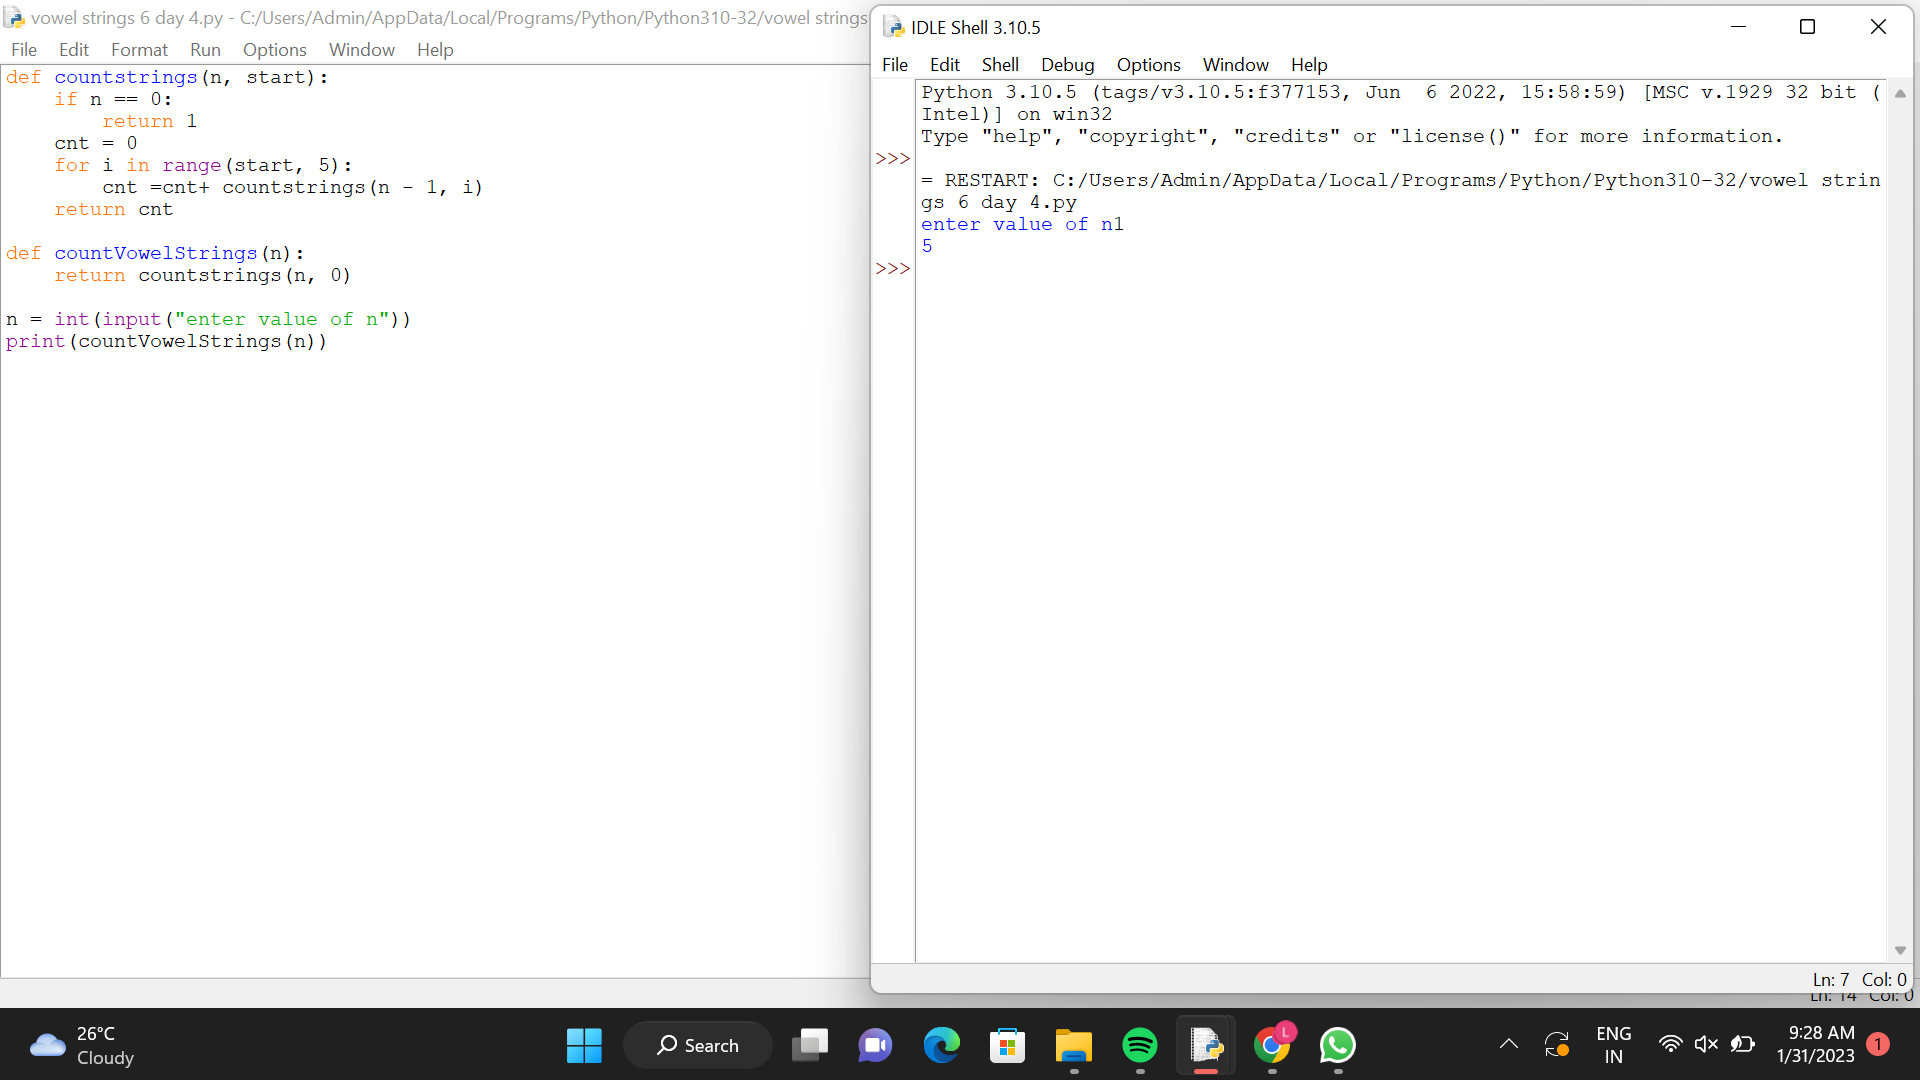 vowel strings 6 day 4.py - C:/Users/Admin/AppData/Local/Programs/Python/Python310-32/vowel strings
File Edit Format Run Options Window Help
def countstrings(n, start):
    if n == 0:
        return 1
    cnt = 0
    for i in range(start, 5):
        cnt =cnt+ countstrings(n - 1, i)
    return cnt
def countVowelStrings(n):
    return countstrings(n, 0)
n = int(input("enter value of n"))
print(countVowelStrings(n))
IDLE Shell 3.10.5
File Edit Shell Debug Options Window Help
Python 3.10.5 (tags/v3.10.5:f377153, Jun  6 2022, 15:58:59) [MSC v.1929 32 bit (
Intel)] on win32
Type "help", "copyright", "credits" or "license()" for more information.
>>>
= RESTART: C:/Users/Admin/AppData/Local/Programs/Python/Python310-32/vowel strin
gs 6 day 4.py
enter value of n1
5
>>>
Ln: 7 Col: 0
Ln: 14 Col: 0
26°C
Cloudy
Search
L
ENG
IN
9:28 AM
1/31/2023
1